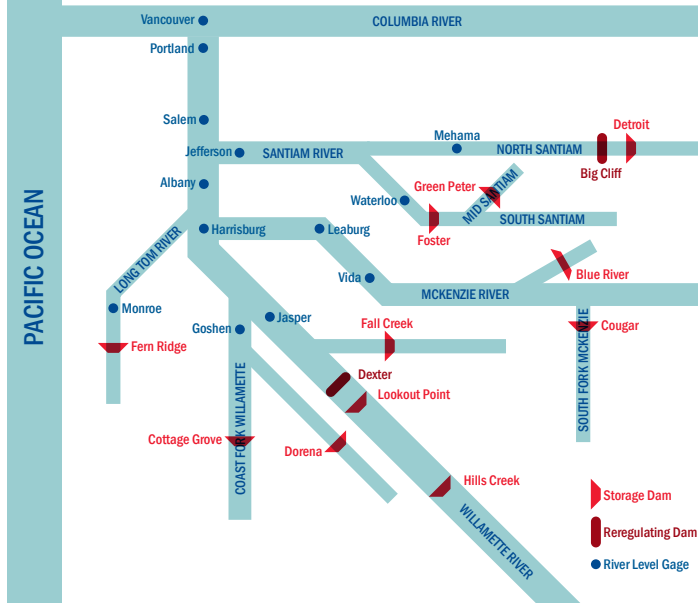 Vancouver
COLUMBIA RIVER
Portland
Salem
Detroit
Mehama
Jefferson
SANTIAM RIVER
NORTH SANTIAM
Big Cliff
Albany
Green Peter
MID SANTIAM
Waterloo
SOUTH SANTIAM
Foster
PACIFIC OCEAN
LONG TOM RIVER
Harrisburg
Leaburg
Vida
Blue River
MCKENZIE RIVER
Monroe
Jasper
Goshen
Fall Creek
Cougar
Fern Ridge
SOUTH FORK MCKENZIE
Dexter
Lookout Point
COAST FORK WILLAMETTE
Cottage Grove
Dorena
Hills Creek
WILLAMETTE RIVER
Storage Dam
Reregulating Dam
River Level Gage